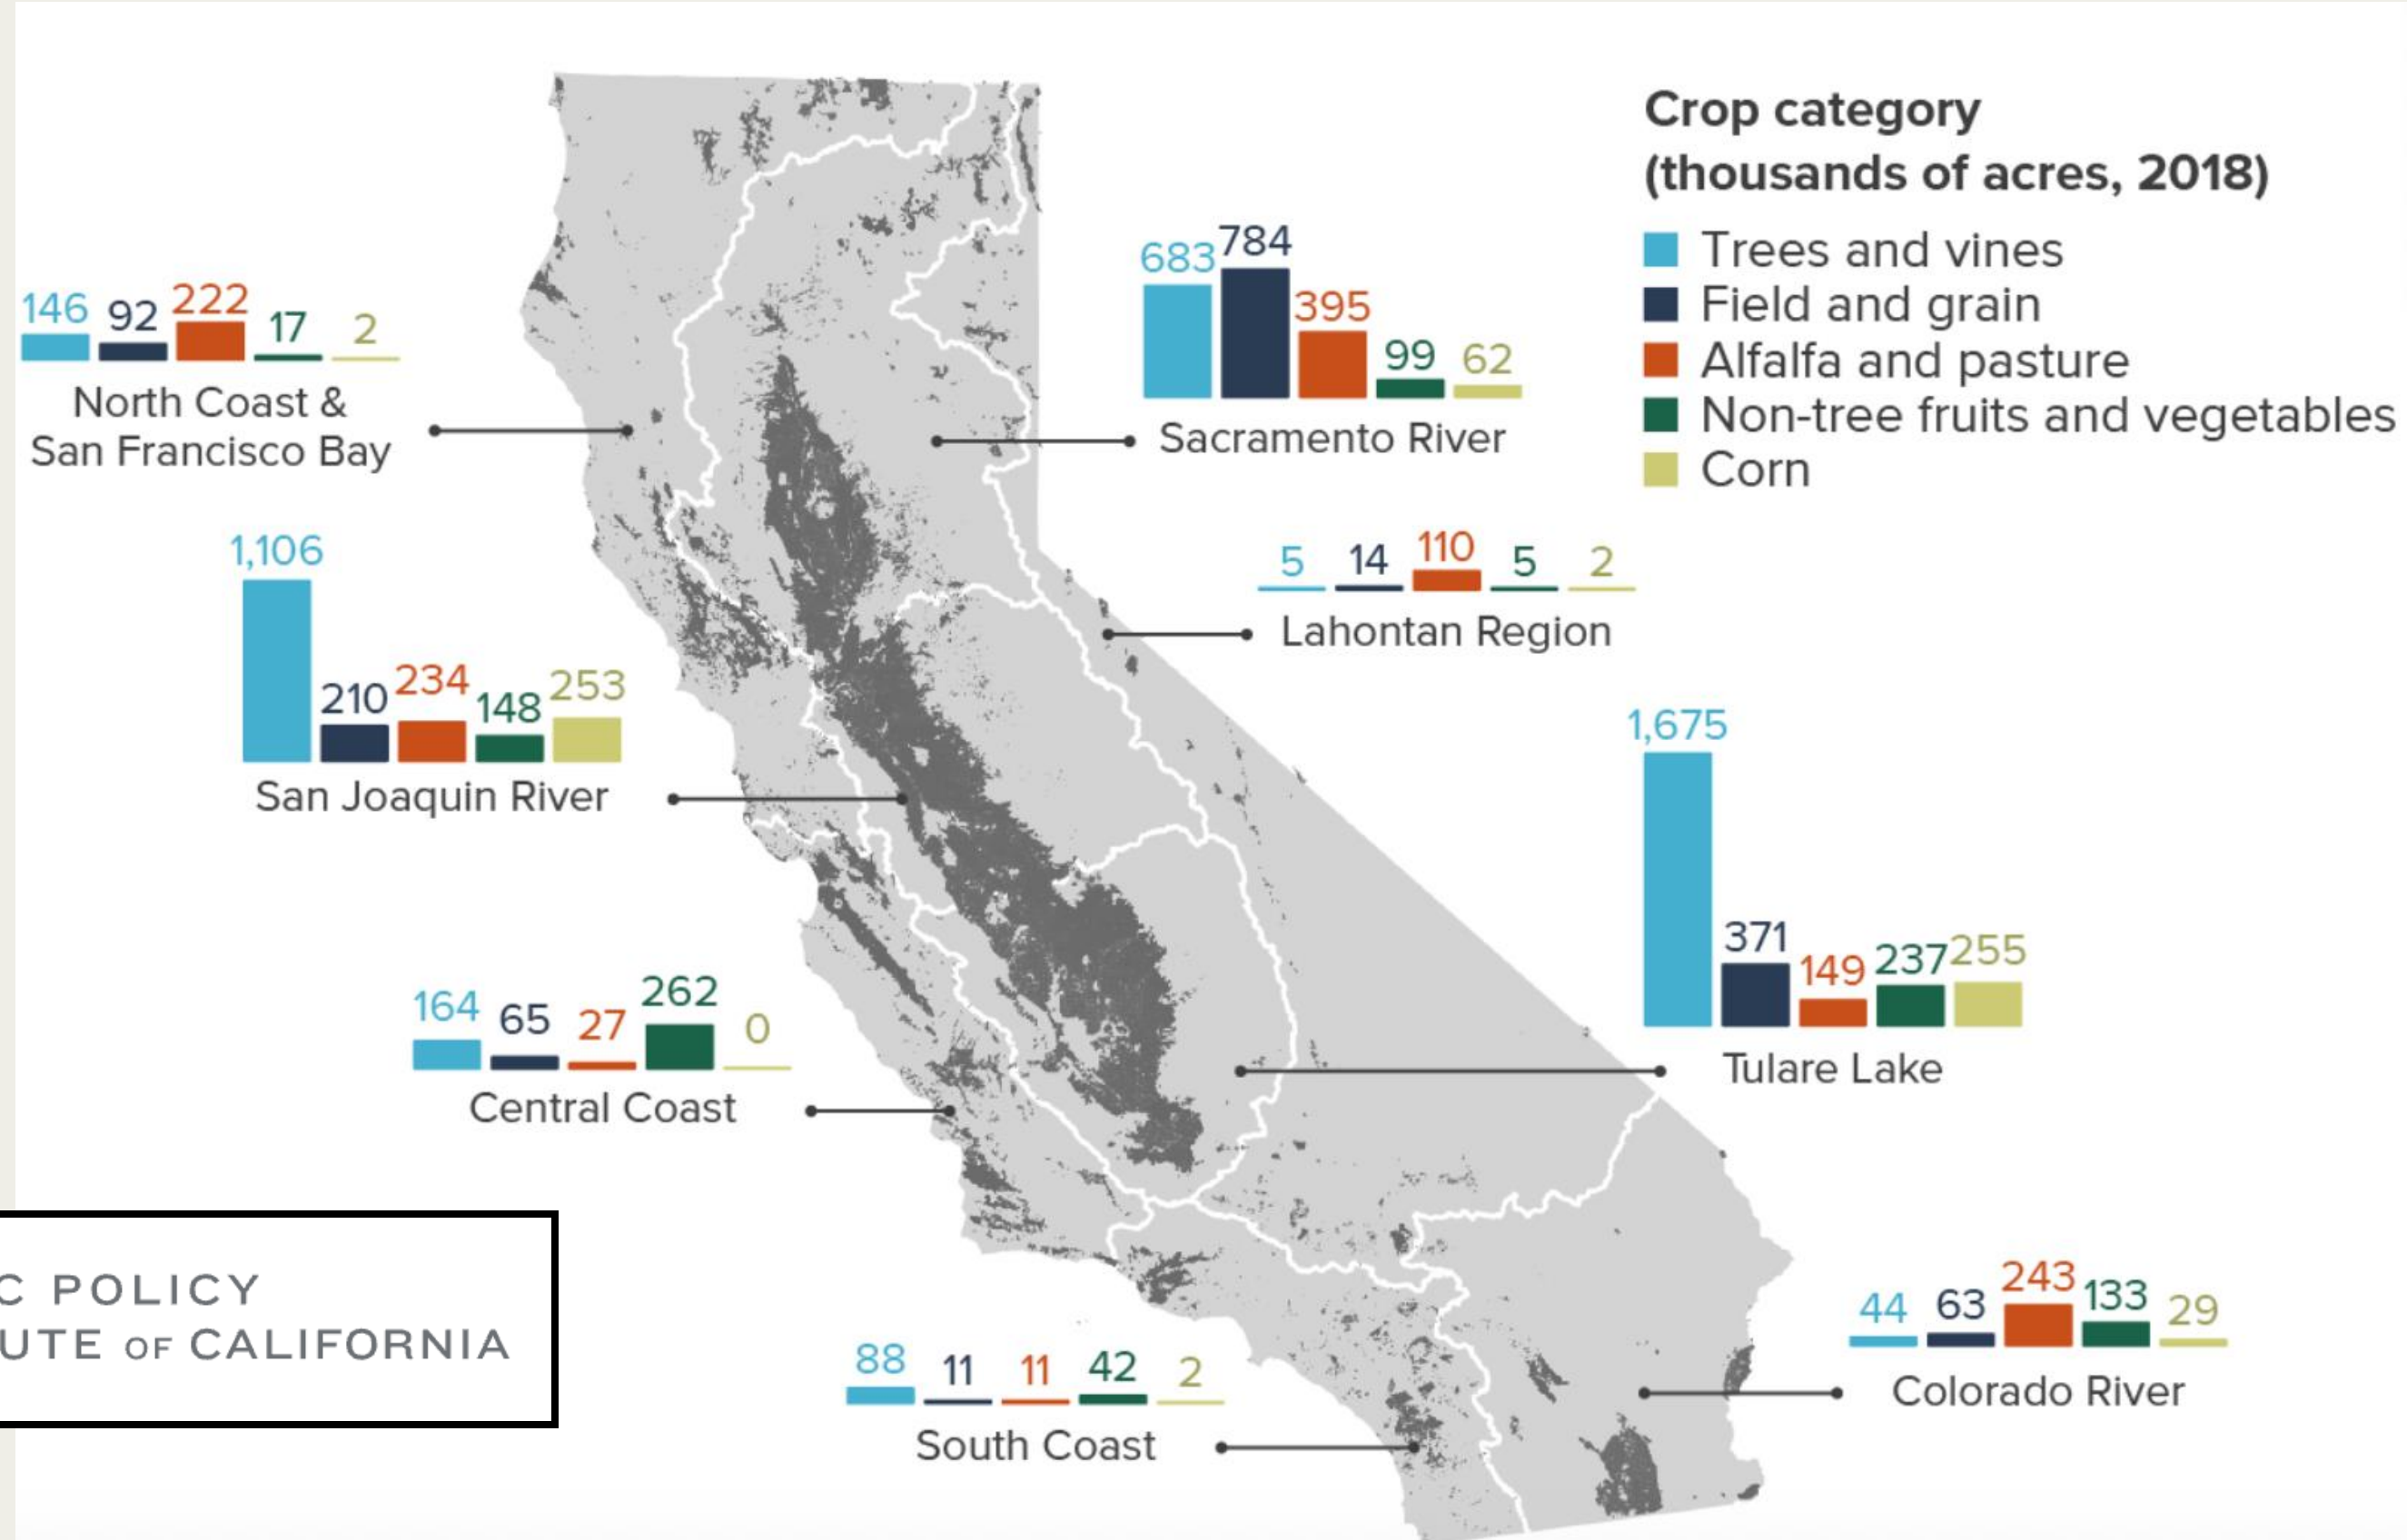 Crop category
(thousands of acres, 2018)
Trees and vines
Field and grain
Alfalfa and pasture
Non-tree fruits and vegetables
Corn
683 784 395 99 62
Sacramento River
146 92 222 17 2
North Coast &
San Francisco Bay
5 14 110 5 2
Lahontan Region
1,106 210 234 148 253
San Joaquin River
1,675 371 149 237 255
Tulare Lake
164 65 27 262 0
Central Coast
C POLICY
UTE OF CALIFORNIA
44 63 243 133 29
Colorado River
88 11 11 42 2
South Coast